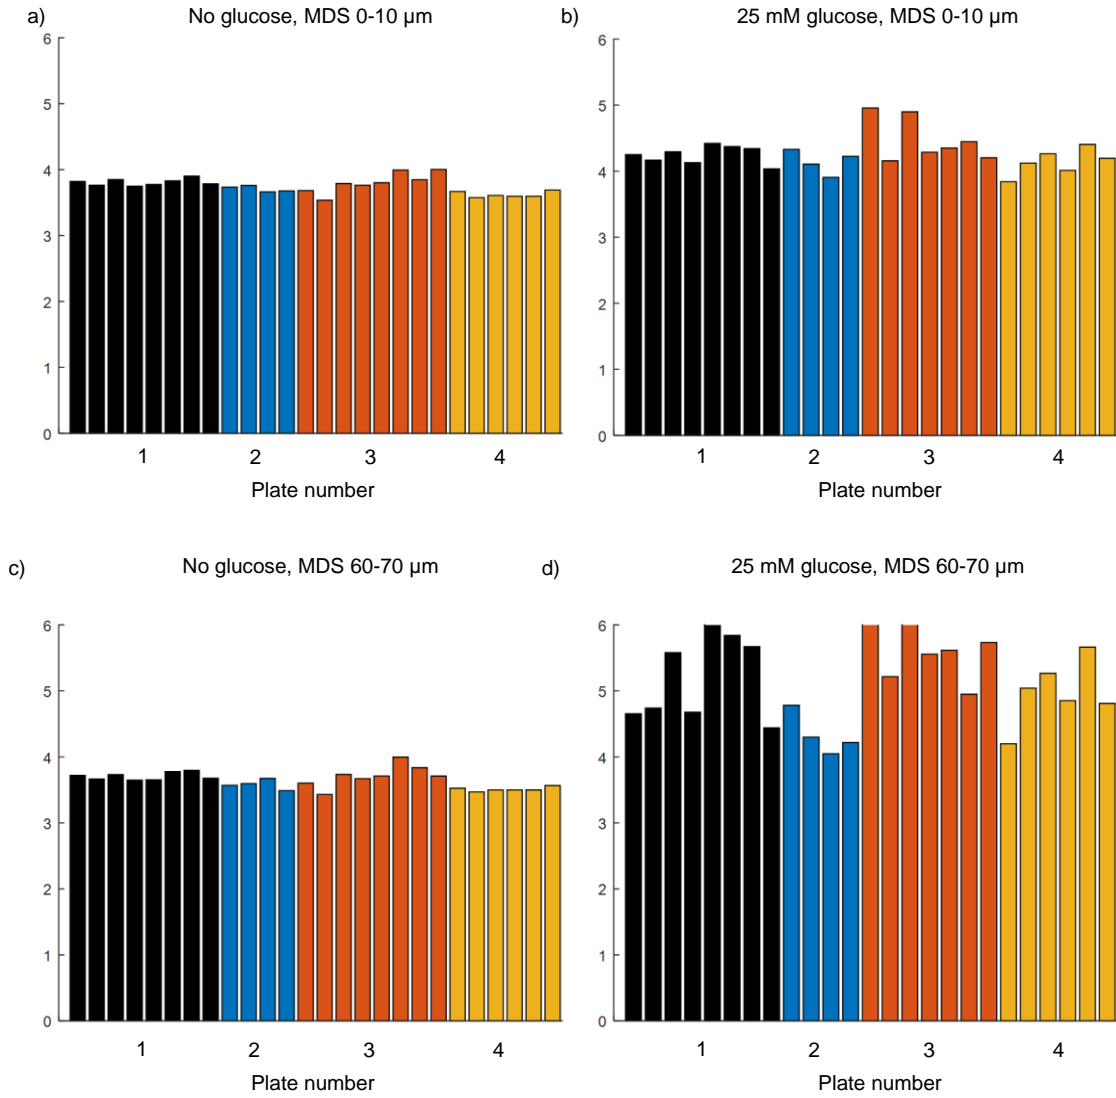 a)
No glucose, MDS 0-10 µm
6
5
4
3
2
1
0
1 2 3 4
Plate number
b)
25 mM glucose, MDS 0-10 µm
6
5
4
3
2
1
0
1 2 3 4
Plate number
c)
No glucose, MDS 60-70 µm
6
5
4
3
2
1
0
1 2 3 4
Plate number
d)
25 mM glucose, MDS 60-70 µm
6
5
4
3
2
1
0
1 2 3 4
Plate number